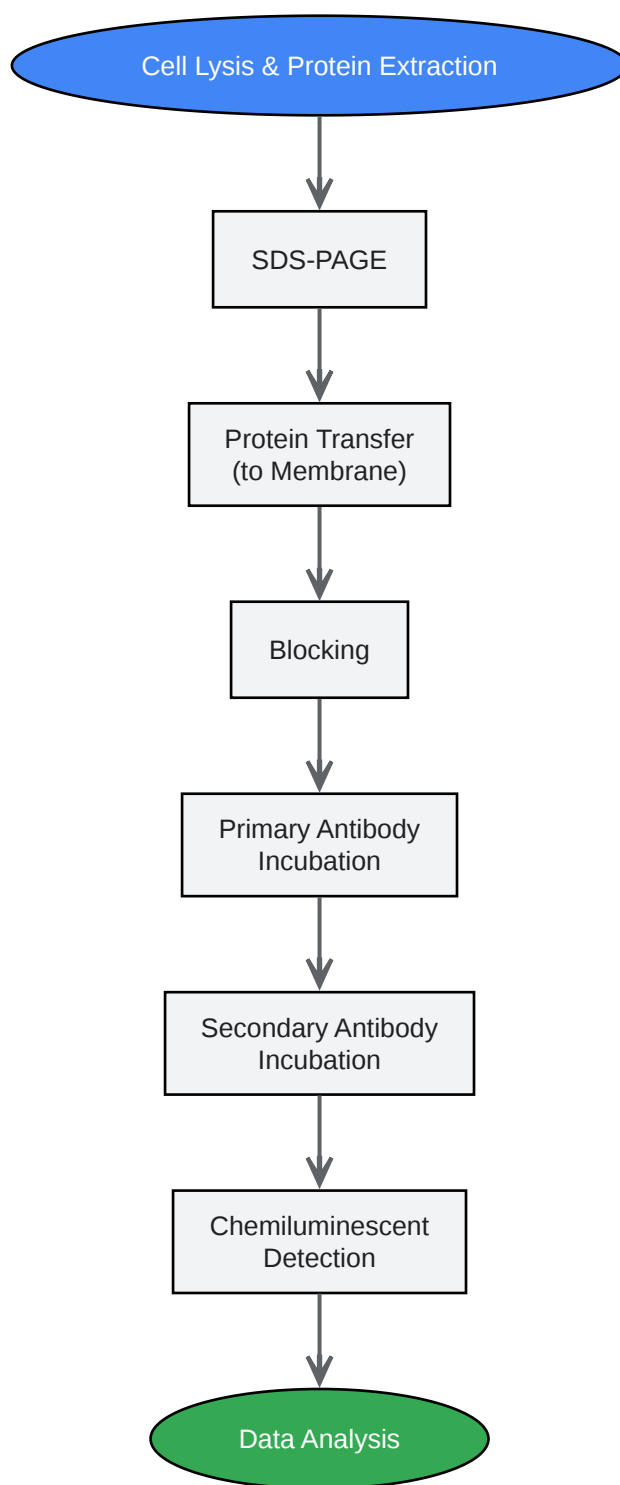 Cell Lysis & Protein Extraction
SDS-PAGE
Protein Transfer
(to Membrane)
Blocking
Primary Antibody
Incubation
Secondary Antibody
Incubation
Chemiluminescent
Detection
Data Analysis